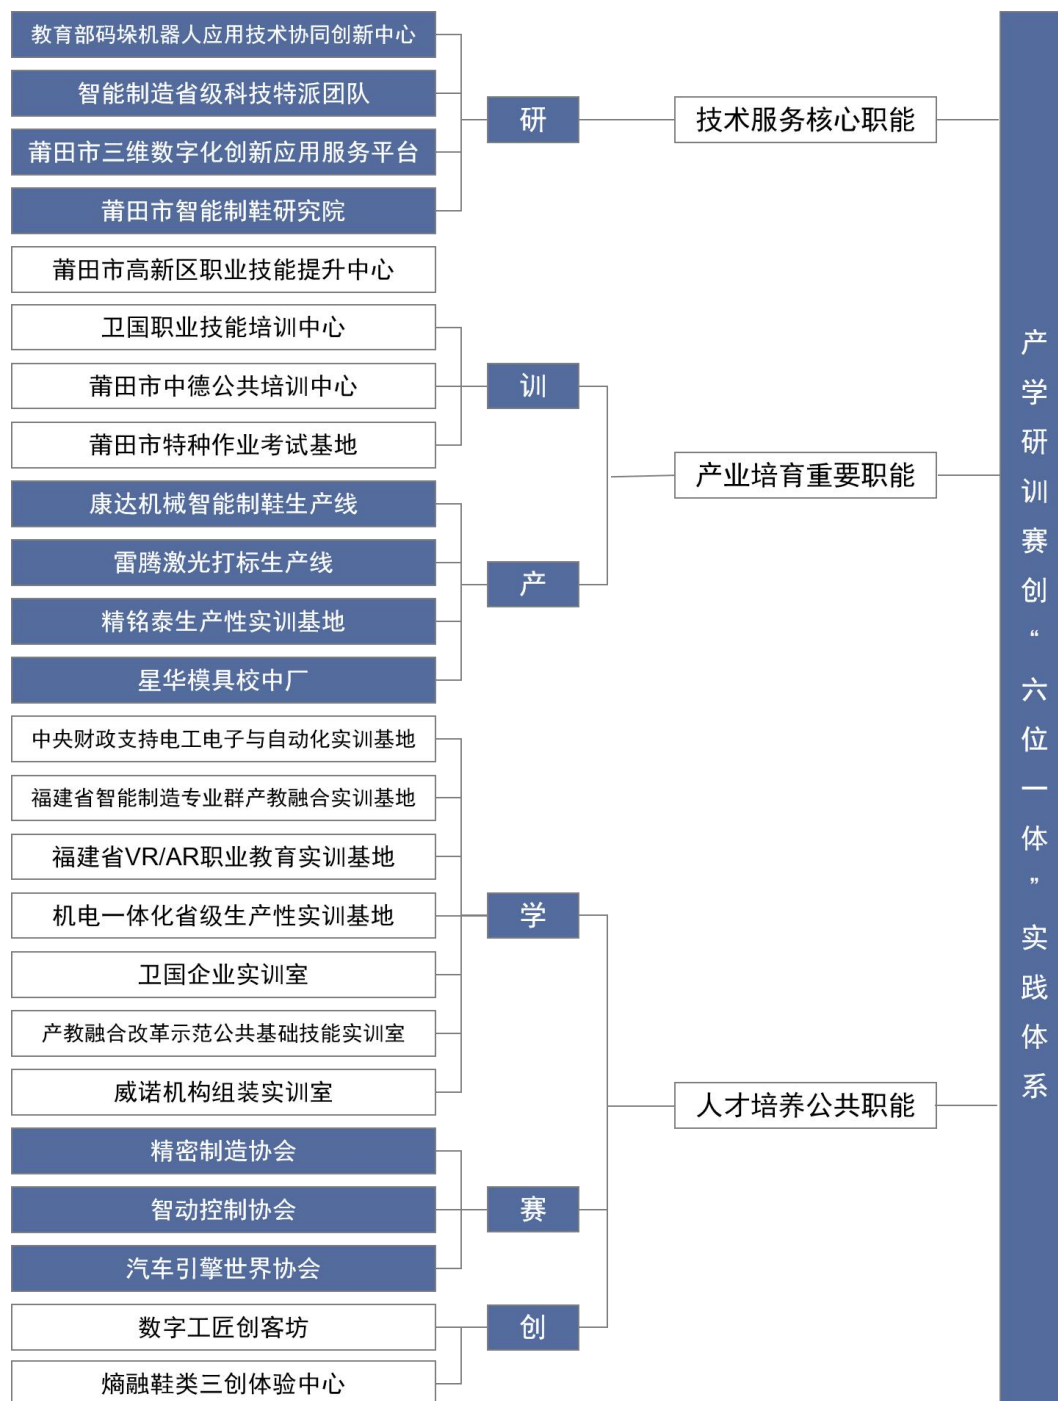 教育部码垛机器人应用技术协同创新中心
智能制造省级科技特派团队
莆田市三维数字化创新应用服务平台
莆田市智能制鞋研究院
研
技术服务核心职能
莆田市高新区职业技能提升中心
卫国职业技能培训中心
莆田市中德公共培训中心
莆田市特种作业考试基地
训
康达机械智能制鞋生产线
雷腾激光打标生产线
精铭泰生产性实训基地
星华模具校中厂
产
产业培育重要职能
中央财政支持电工电子与自动化实训基地
福建省智能制造专业群产教融合实训基地
福建省VR/AR职业教育实训基地
机电一体化省级生产性实训基地
卫国企业实训室
产教融合改革示范公共基础技能实训室
威诺机构组装实训室
学
精密制造协会
智动控制协会
汽车引擎世界协会
赛
数字工匠创客坊
熵融鞋类三创体验中心
创
人才培养公共职能
产学研训赛创“六位一体”实践体系